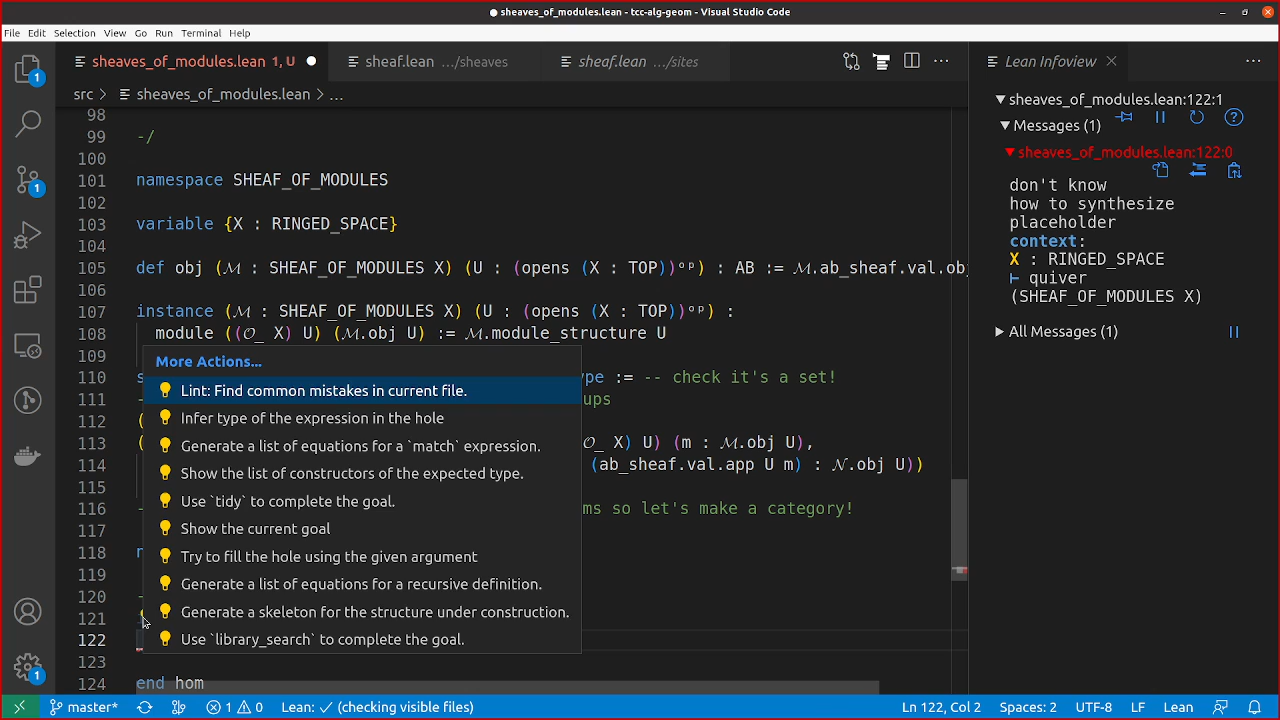 ● sheaves_of_modules.lean - tcc-alg-geom - Visual Studio Code
File Edit Selection View Go Run Terminal Help
sheaves_of_modules.lean 1, U ● sheaf.lean .../sheaves sheaf.lean .../sites
src > sheaves_of_modules.lean > ...
98
99 -/
100
101 namespace SHEAF_OF_MODULES
102
103 variable {X : RINGED_SPACE}
104
105 def obj (ℳ : SHEAF_OF_MODULES X) (U : (opens (X : TOP))ᵒᵖ) : AB := ℳ.ab_sheaf.val.obj
106
107 instance (ℳ : SHEAF_OF_MODULES X) (U : (opens (X : TOP))ᵒᵖ) :
108 module ((𝒪_ X) U) (ℳ.obj U) := ℳ.module_structure U
109
110 s ype := -- check it's a set!
111 - ups
112 (
113 ( 𝒪_ X) U) (m : ℳ.obj U),
114 (ab_sheaf.val.app U m) : 𝒩.obj U))
115
116 - ms so let's make a category!
117
118 n
119
120 -
121
122
123
124 end hom
More Actions...
Lint: Find common mistakes in current file.
Infer type of the expression in the hole
Generate a list of equations for a `match` expression.
Show the list of constructors of the expected type.
Use `tidy` to complete the goal.
Show the current goal
Try to fill the hole using the given argument
Generate a list of equations for a recursive definition.
Generate a skeleton for the structure under construction.
Use `library_search` to complete the goal.
Lean Infoview
sheaves_of_modules.lean:122:1
Messages (1)
sheaves_of_modules.lean:122:0
don't know
how to synthesize
placeholder
context:
X : RINGED_SPACE
⊢ quiver
(SHEAF_OF_MODULES X)
All Messages (1)
1
1
1
master* 1 0 Lean: ✓ (checking visible files) Ln 122, Col 2 Spaces: 2 UTF-8 LF Lean